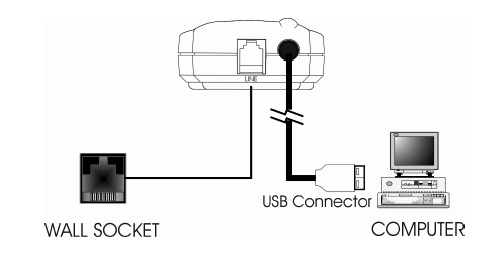 LINE
USB Connector
WALL SOCKET
COMPUTER